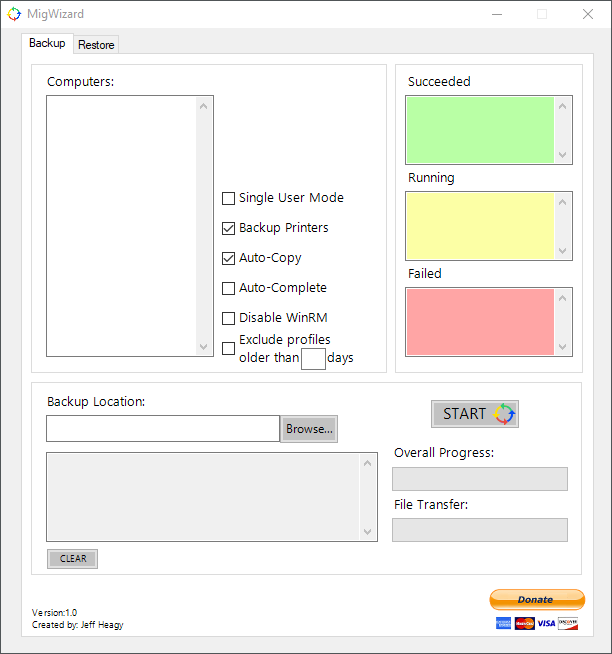 MigWizard
Backup
Restore
Computers:
Single User Mode
Backup Printers
Auto-Copy
Auto-Complete
Disable WinRM
Exclude profiles
older than days
Succeeded
Running
Failed
Backup Location:
Browse...
START
Overall Progress:
File Transfer:
CLEAR
Version:1.0
Created by: Jeff Heagy
Donate
MasterCard VISA DISCOVER